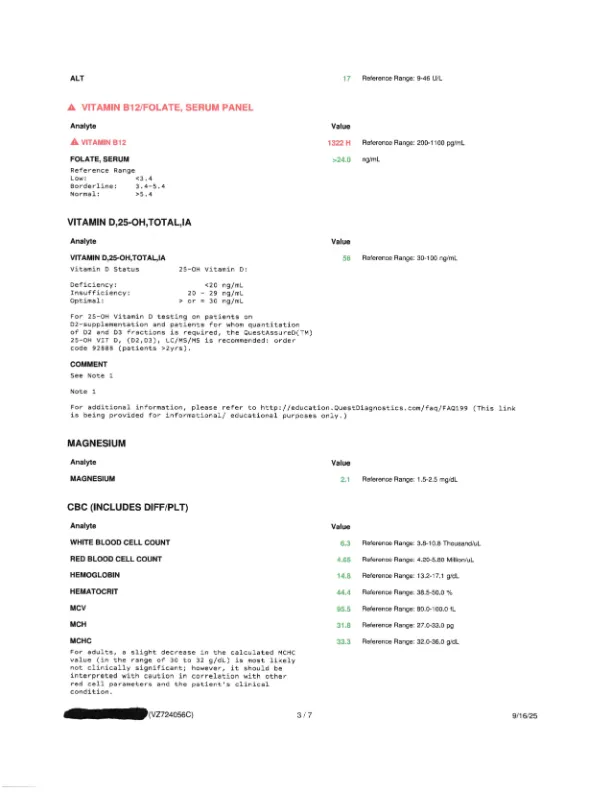 ALT 17 Reference Range: 9-46 U/L
VITAMIN B12/FOLATE, SERUM PANEL
Analyte Value
VITAMIN B12 1322 H Reference Range: 200-1100 pg/mL
FOLATE, SERUM >24.0 ng/mL
Reference Range
Low: <3.4
Borderline: 3.4-5.4
Normal: >5.4
VITAMIN D,25-OH,TOTAL,IA
Analyte Value
VITAMIN D,25-OH,TOTAL,IA 56 Reference Range: 30-100 ng/mL
Vitamin D Status 25-OH Vitamin D:
Deficiency: <20 ng/mL
Insufficiency: 20 - 29 ng/mL
Optimal: > or = 30 ng/mL
For 25-OH Vitamin D testing on patients on
D2-supplementation and patients for whom quantitation
of D2 and D3 fractions is required, the QuestAssureD(TM)
25-OH VIT D, (D2,D3), LC/MS/MS is recommended: order
code 92888 (patients >2yrs).
COMMENT
See Note 1
Note 1
For additional information, please refer to http://education.QuestDiagnostics.com/faq/FAQ199 (This link
is being provided for informational/ educational purposes only.)
MAGNESIUM
Analyte Value
MAGNESIUM 2.1 Reference Range: 1.5-2.5 mg/dL
CBC (INCLUDES DIFF/PLT)
Analyte Value
WHITE BLOOD CELL COUNT 6.3 Reference Range: 3.8-10.8 Thousand/uL
RED BLOOD CELL COUNT Reference Range: 4.20-5.80 Million/uL
HEMOGLOBIN 14.8 Reference Range: 13.2-17.1 g/dL
HEMATOCRIT 44.4 Reference Range: 38.5-50.0 %
MCV 95.5 Reference Range: 80.0-100.0 fL
MCH 31.8 Reference Range: 27.0-33.0 pg
MCHC 33.3 Reference Range: 32.0-36.0 g/dL
For adults, a slight decrease in the calculated MCHC
value (in the range of 30 to 32 g/dL) is most likely
not clinically significant; however, it should be
interpreted with caution in correlation with other
red cell parameters and the patient's clinical
condition.
(VZ724056C) 3 / 7 9/16/25